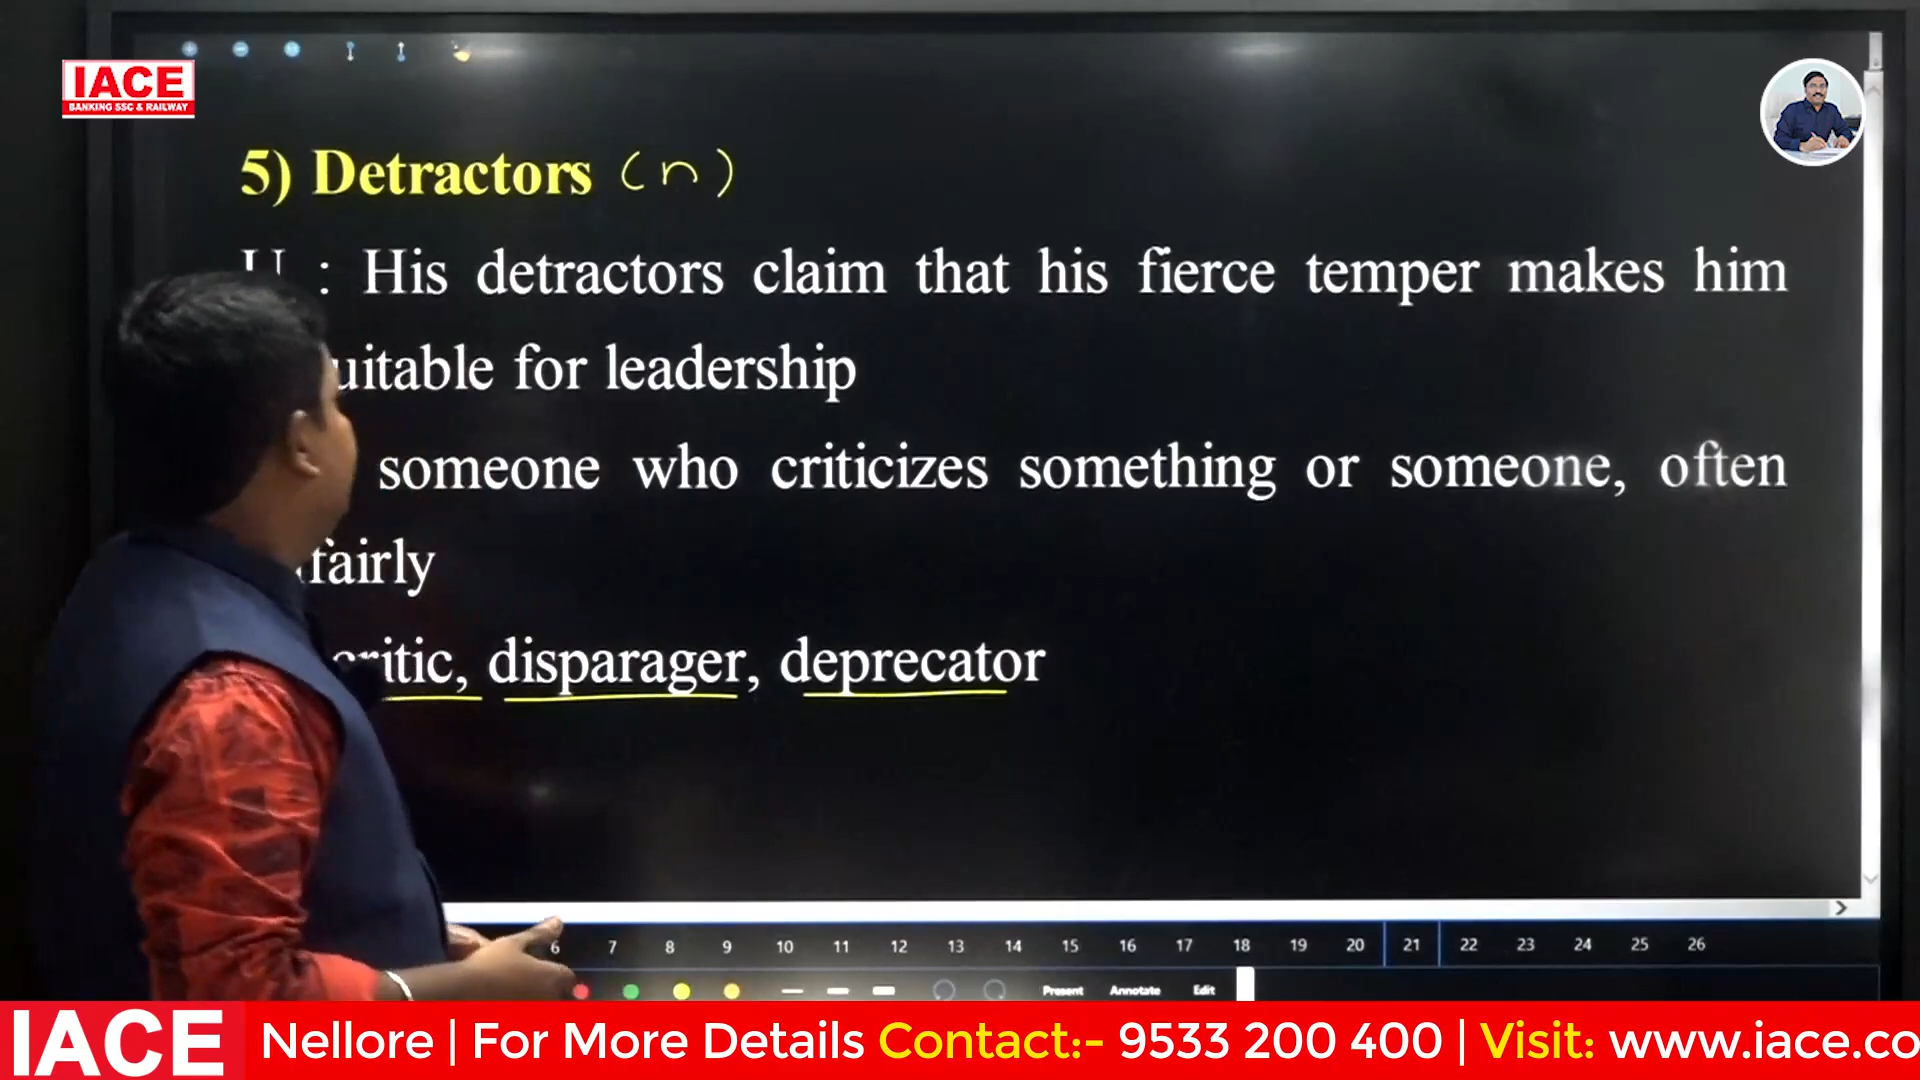 IACE
BANKING SSC & RAILWAY
5) Detractors (n)
: His detractors claim that his fierce temper makes him
uitable for leadership
someone who criticizes something or someone, often
fairly
critic, disparager, deprecator
6 7 8 9 10 11 12 13 14 15 16 17 18 19 20 21 22 23 24 25 26
Present Annotate Edit
IACE Nellore | For More Details Contact:- 9533 200 400 | Visit: www.iace.co